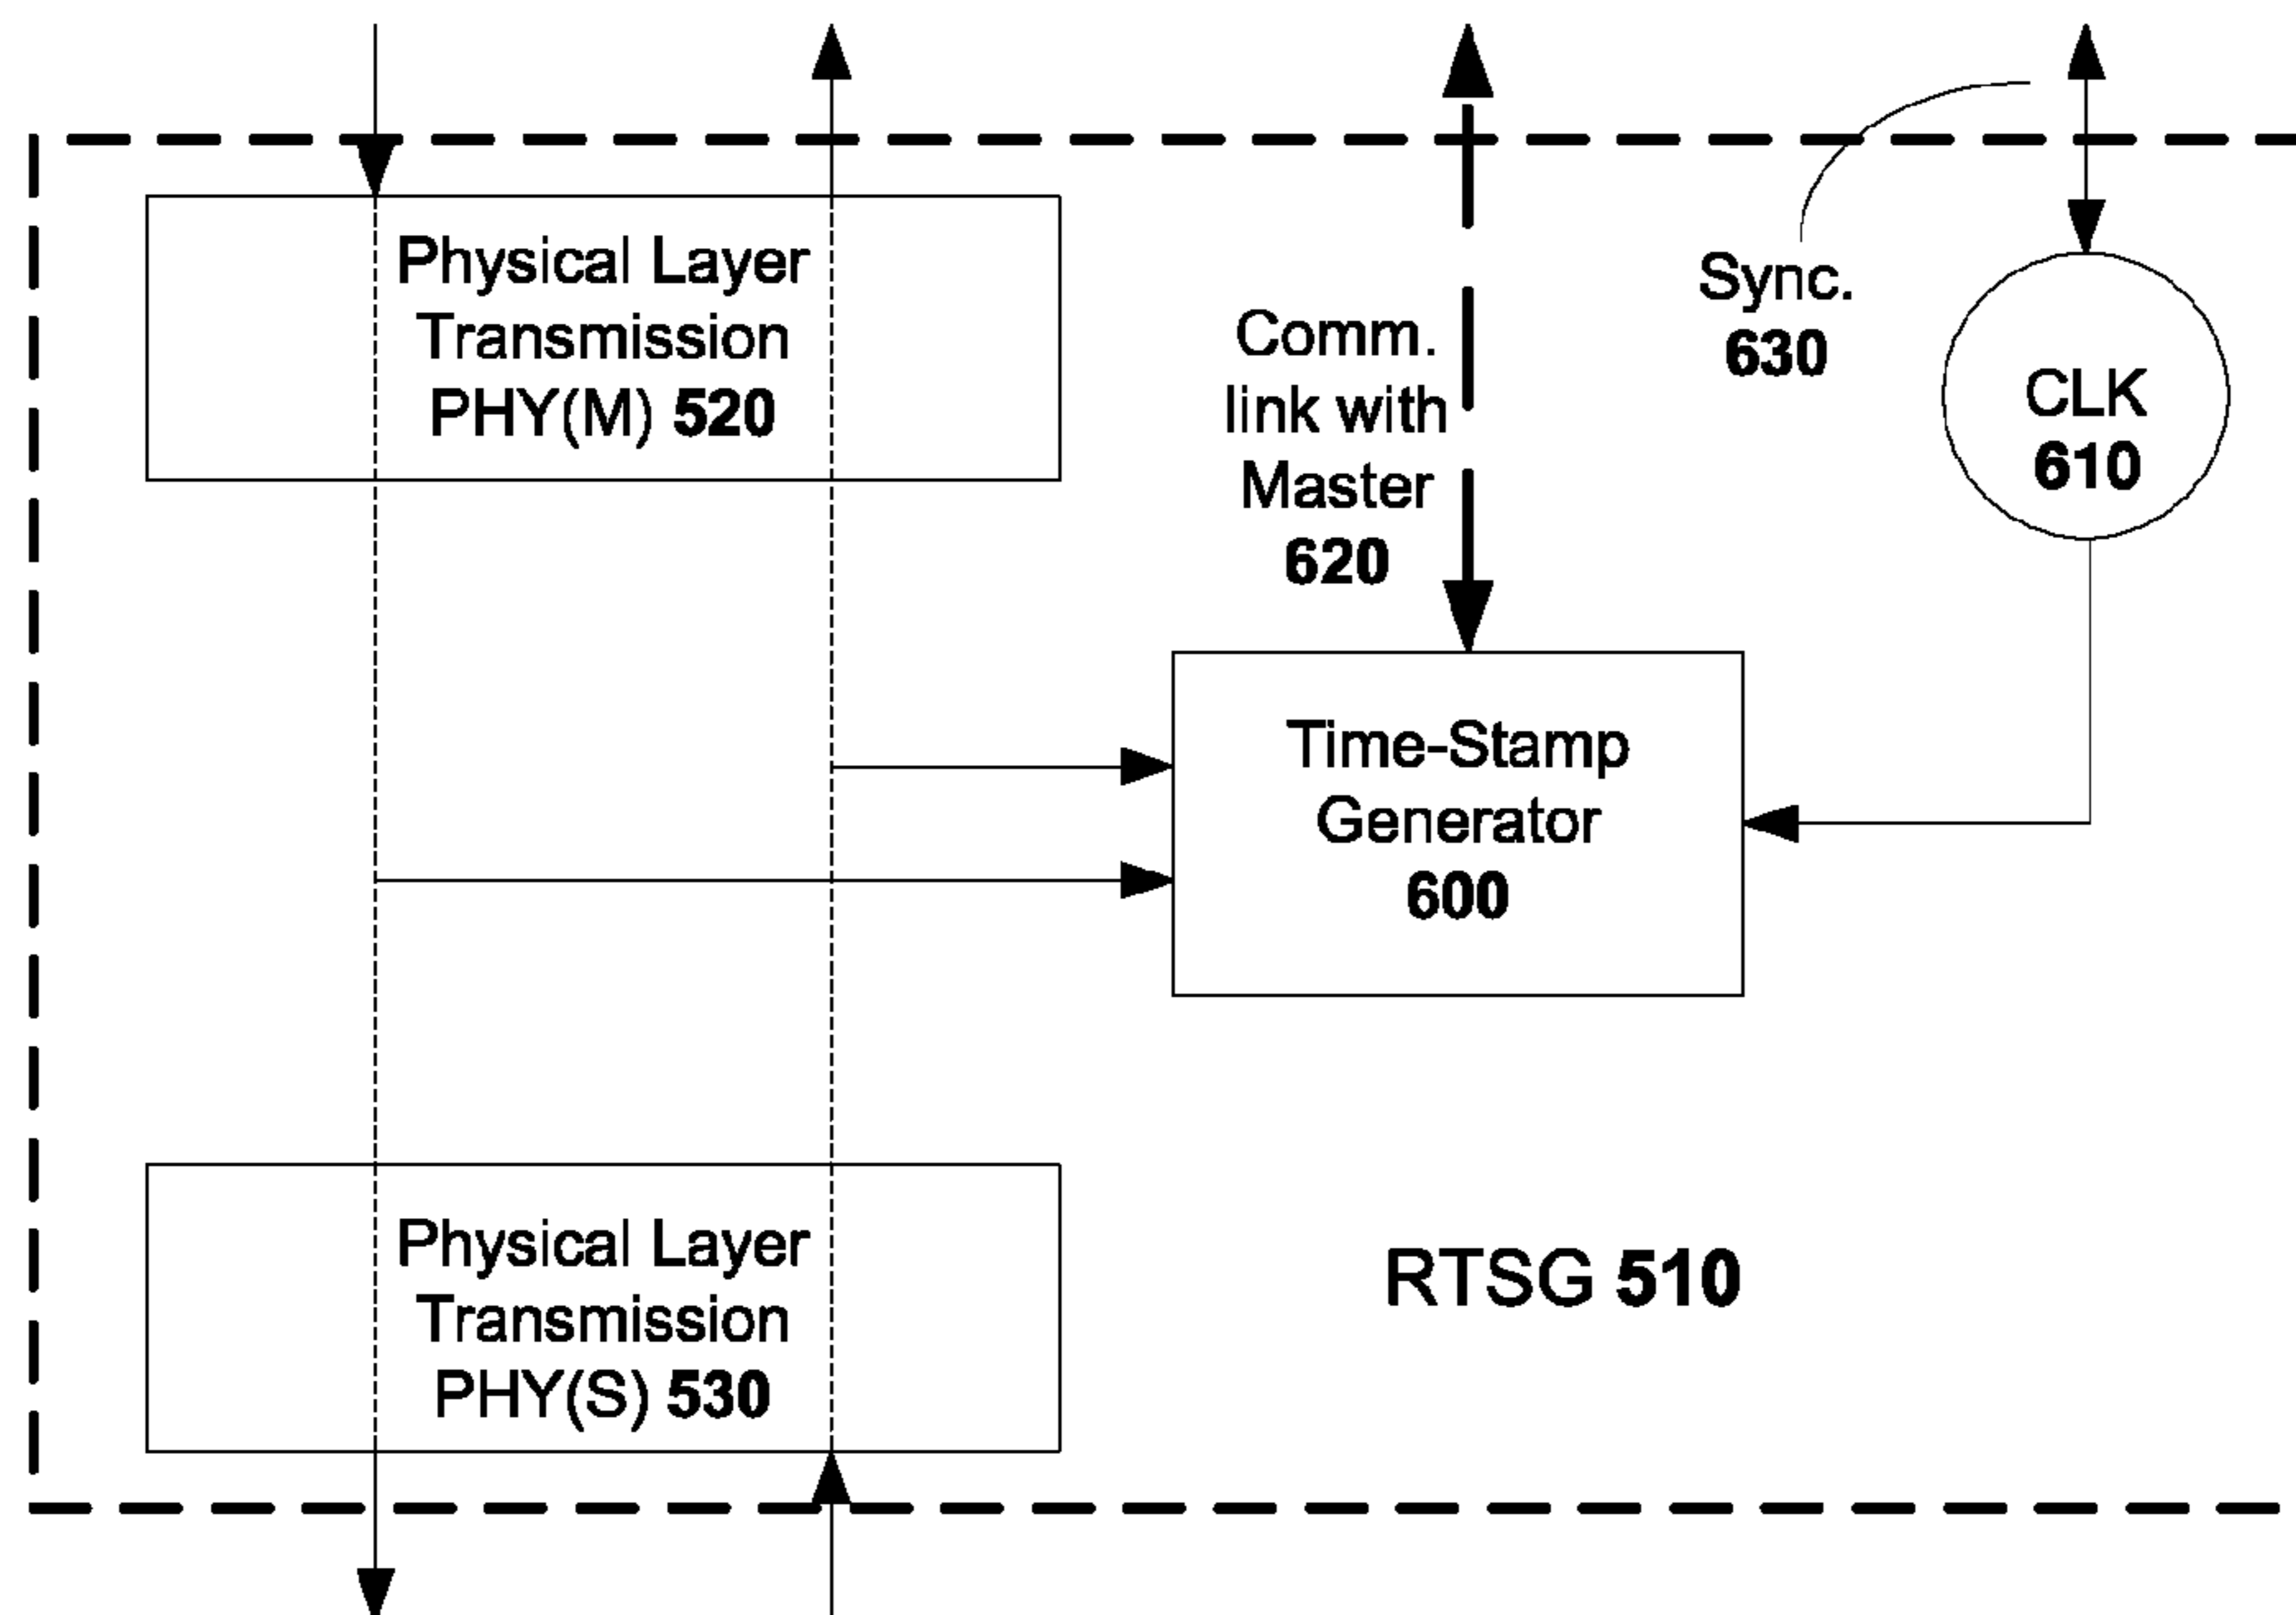 Physical Layer
Transmission
PHY(M) 520
Comm.
link with
Master
620
Sync.
630
CLK
610
Time-Stamp
Generator
600
Physical Layer
Transmission
PHY(S) 530
RTSG 510